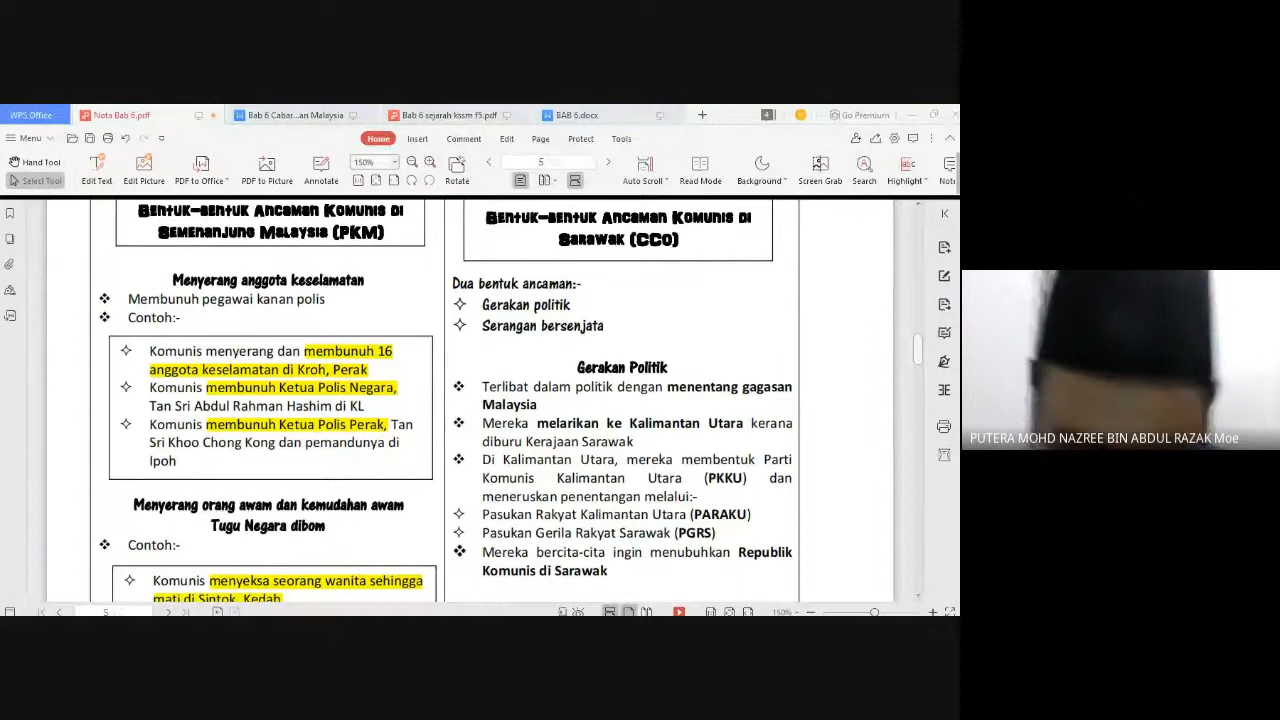 WPS Office
Nota Bab 6.pdf
Bab 6 Cabar...an Malaysia
Bab 6 sejarah kssm f5.pdf
BAB 6.docx
4
Go Premium
Menu
Home
Insert
Comment
Edit
Page
Protect
Tools
Hand Tool
Select Tool
Edit Text
Edit Picture
PDF to Office
PDF to Picture
Annotate
150%
Rotate
5
Auto Scroll
Read Mode
Background
Screen Grab
Search
Highlight
Bentuk-bentuk Ancaman Komunis di
Semenanjung Malaysia (PKM)
Menyerang anggota keselamatan
Membunuh pegawai kanan polis
Contoh:-
Komunis menyerang dan membunuh 16
anggota keselamatan di Kroh, Perak
Komunis membunuh Ketua Polis Negara,
Tan Sri Abdul Rahman Hashim di KL
Komunis membunuh Ketua Polis Perak, Tan
Sri Khoo Chong Kong dan pemandunya di
Ipoh
Menyerang orang awam dan kemudahan awam
Tugu Negara dibom
Contoh:-
Komunis menyeksa seorang wanita sehingga
mati di Sintok, Kedah
Bentuk-bentuk Ancaman Komunis di
Sarawak (CCO)
Dua bentuk ancaman:-
Gerakan politik
Serangan bersenjata
Gerakan Politik
Terlibat dalam politik dengan menentang gagasan
Malaysia
Mereka melarikan ke Kalimantan Utara kerana
diburu Kerajaan Sarawak
Di Kalimantan Utara, mereka membentuk Parti
Komunis Kalimantan Utara (PKKU) dan
meneruskan penentangan melalui:-
Pasukan Rakyat Kalimantan Utara (PARAKU)
Pasukan Gerila Rakyat Sarawak (PGRS)
Mereka bercita-cita ingin menubuhkan Republik
Komunis di Sarawak
5
150%
PUTERA MOHD NAZREE BIN ABDUL RAZAK Moe